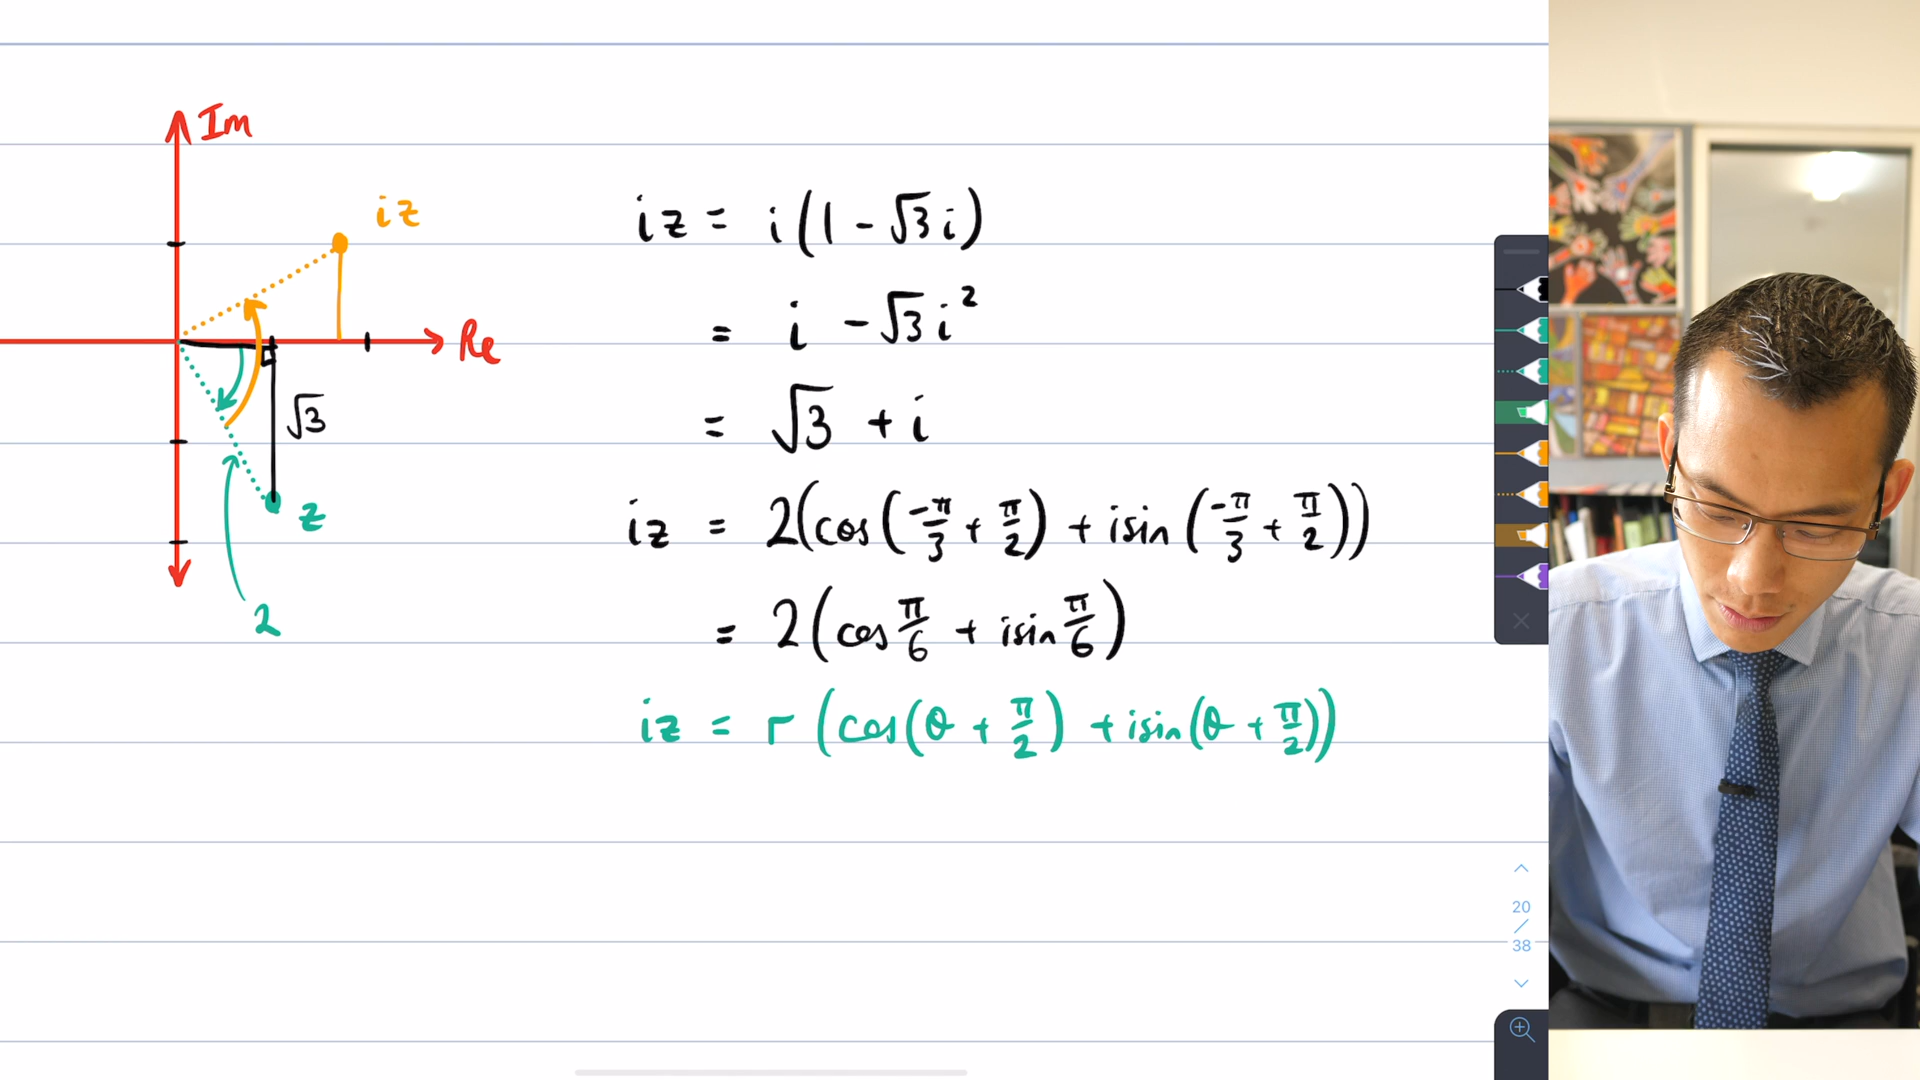 Im
iz
Re
√3
z
2
iz = i(1 - √3i)
= i - √3i²
= √3 + i
iz = 2(cos(-π/3 + π/2) + isin(-π/3 + π/2))
= 2(cos π/6 + isin π/6)
iz = r(cos(θ + π/2) + isin(θ + π/2))
20
/
38